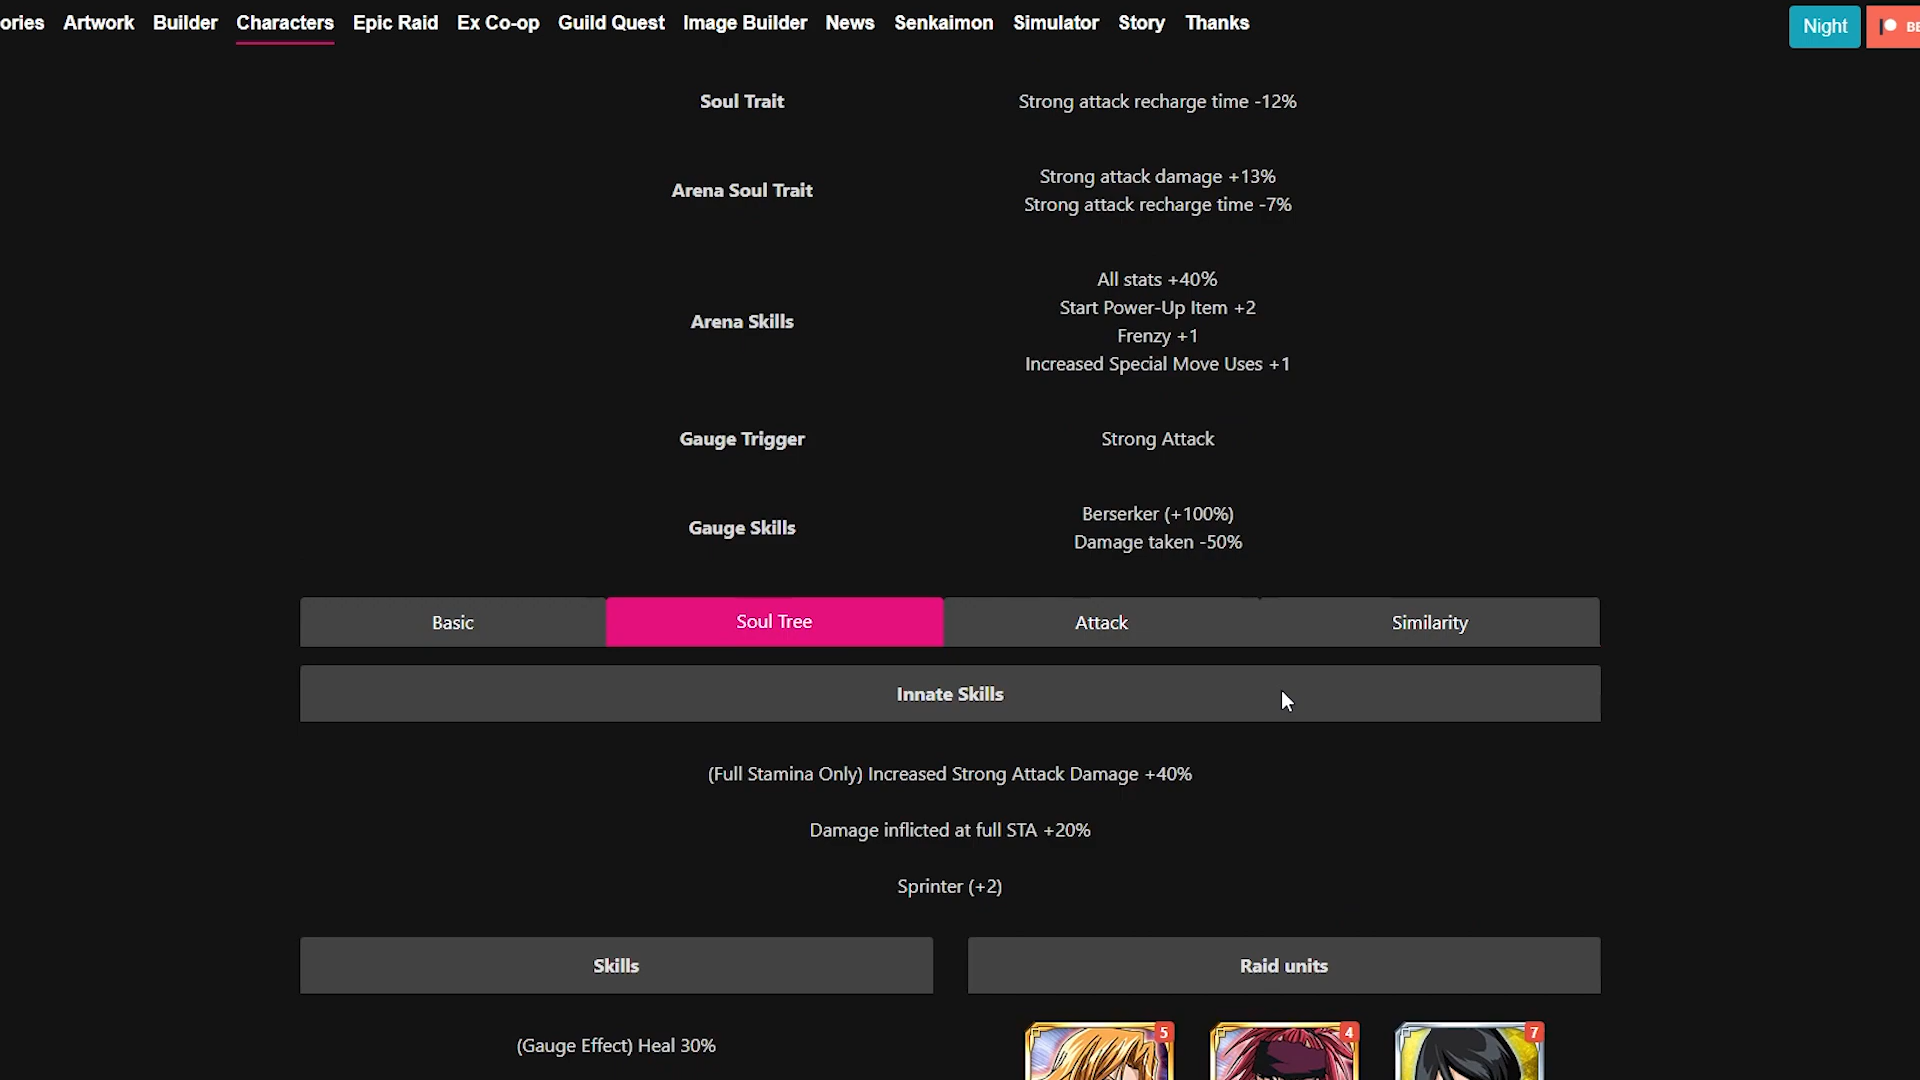 ories Artwork Builder Characters Epic Raid Ex Co-op Guild Quest Image Builder News Senkaimon Simulator Story Thanks Night BE
Soul Trait Strong attack recharge time -12%
Arena Soul Trait Strong attack damage +13%
Strong attack recharge time -7%
Arena Skills All stats +40%
Start Power-Up Item +2
Frenzy +1
Increased Special Move Uses +1
Gauge Trigger Strong Attack
Gauge Skills Berserker (+100%)
Damage taken -50%
Basic Soul Tree Attack Similarity
Innate Skills
(Full Stamina Only) Increased Strong Attack Damage +40%
Damage inflicted at full STA +20%
Sprinter (+2)
Skills Raid units
(Gauge Effect) Heal 30% 5 4 7